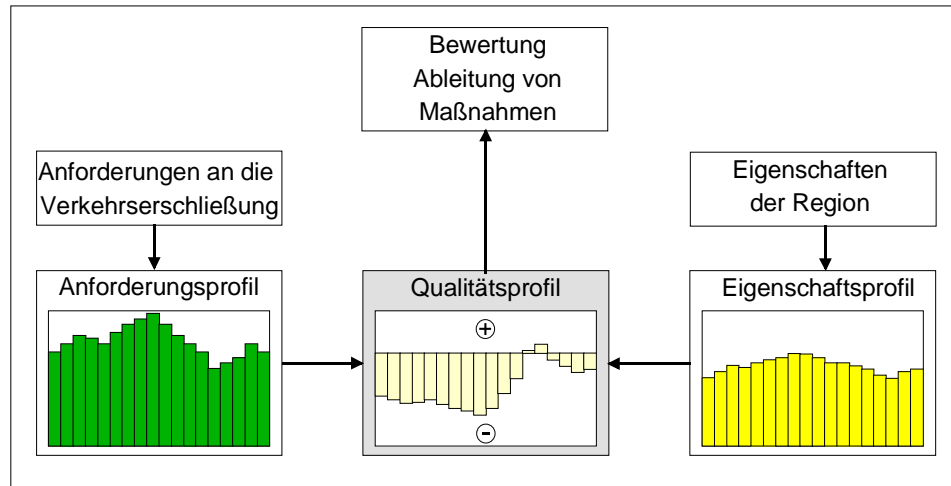 Bewertung
Ableitung von
Maßnahmen
Anforderungen an die
Verkehrserschließung
Eigenschaften
der Region
Anforderungsprofil
Qualitätsprofil
Eigenschaftsprofil
+
−